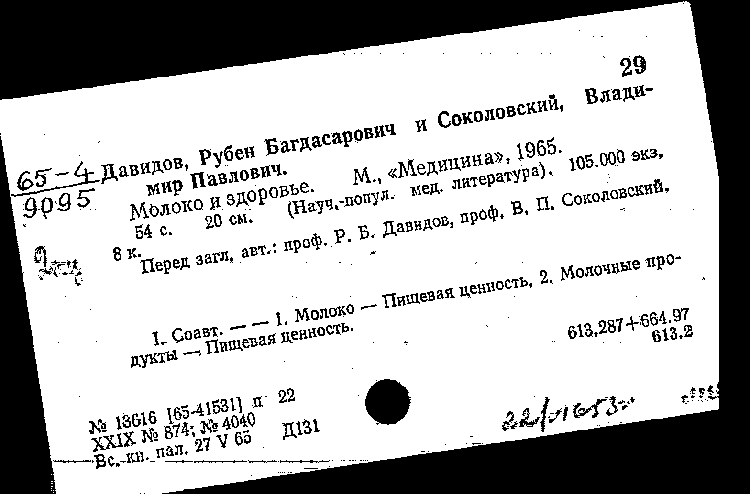 29
65-4 Давидов, Рубен Багдасарович и Соколовский, Влади-
9095 мир Павлович.
Молоко и здоровье. М., «Медицина», 1965.
54 с. 20 см. (Науч.-попул. мед. литература). 105.000 экз.
8 к.
Перед загл. авт.: проф. Р. Б. Давидов, проф. В. П. Соколовский.
1. Соавт. — — 1. Молоко — Пищевая ценность. 2. Молочные про-
дукты — Пищевая ценность.
613.287+664.97
613.2
№ 13616 [65-41531] п 22
XXIX № 874; № 4040
Вс. кн. пал. 27 V 65 Д131